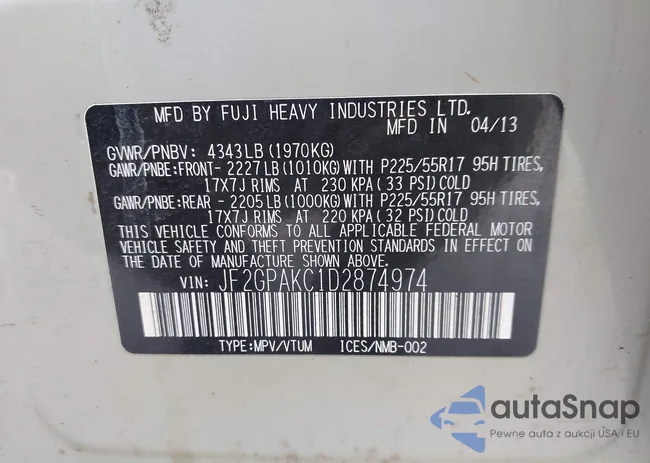 MFD BY FUJI HEAVY INDUSTRIES LTD.
MFD IN 04/13
GVWR/PNBV: 4343LB(1970KG)
GAWR/PNBE:FRONT- 2227LB(1010KG)WITH P225/55R17 95H TIRES,
17X7J RIMS AT 230 KPA(33 PSI)COLD
GAWR/PNBE:REAR - 2205LB(1000KG)WITH P225/55R17 95H TIRES,
17X7J RIMS AT 220 KPA(32 PSI)COLD
THIS VEHICLE CONFORMS TO ALL APPLICABLE FEDERAL MOTOR
VEHICLE SAFETY AND THEFT PREVENTION STANDARDS IN EFFECT ON
THE DATE OF MANUFACTURE SHOWN ABOVE.
VIN: JF2GPAKC1D2874974
TYPE:MPV/VTUM ICES/NMB-002
autaSnap
Pewne auta z aukcji USA i EU